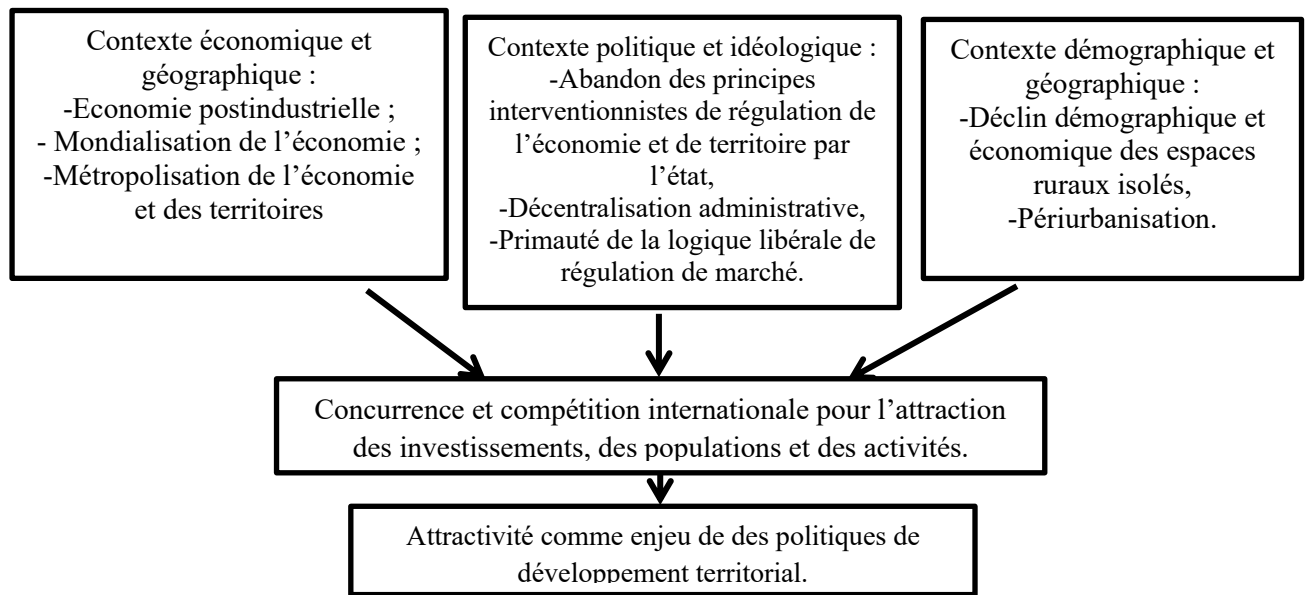 Contexte économique et
géographique :
-Economie postindustrielle ;
- Mondialisation de l’économie ;
-Métropolisation de l’économie
et des territoires
Contexte politique et idéologique :
-Abandon des principes
interventionnistes de régulation de
l’économie et de territoire par
l’état,
-Décentralisation administrative,
-Primauté de la logique libérale de
régulation de marché.
Contexte démographique et
géographique :
-Déclin démographique et
économique des espaces
ruraux isolés,
-Périurbanisation.
Concurrence et compétition internationale pour l’attraction
des investissements, des populations et des activités.
Attractivité comme enjeu de des politiques de
développement territorial.